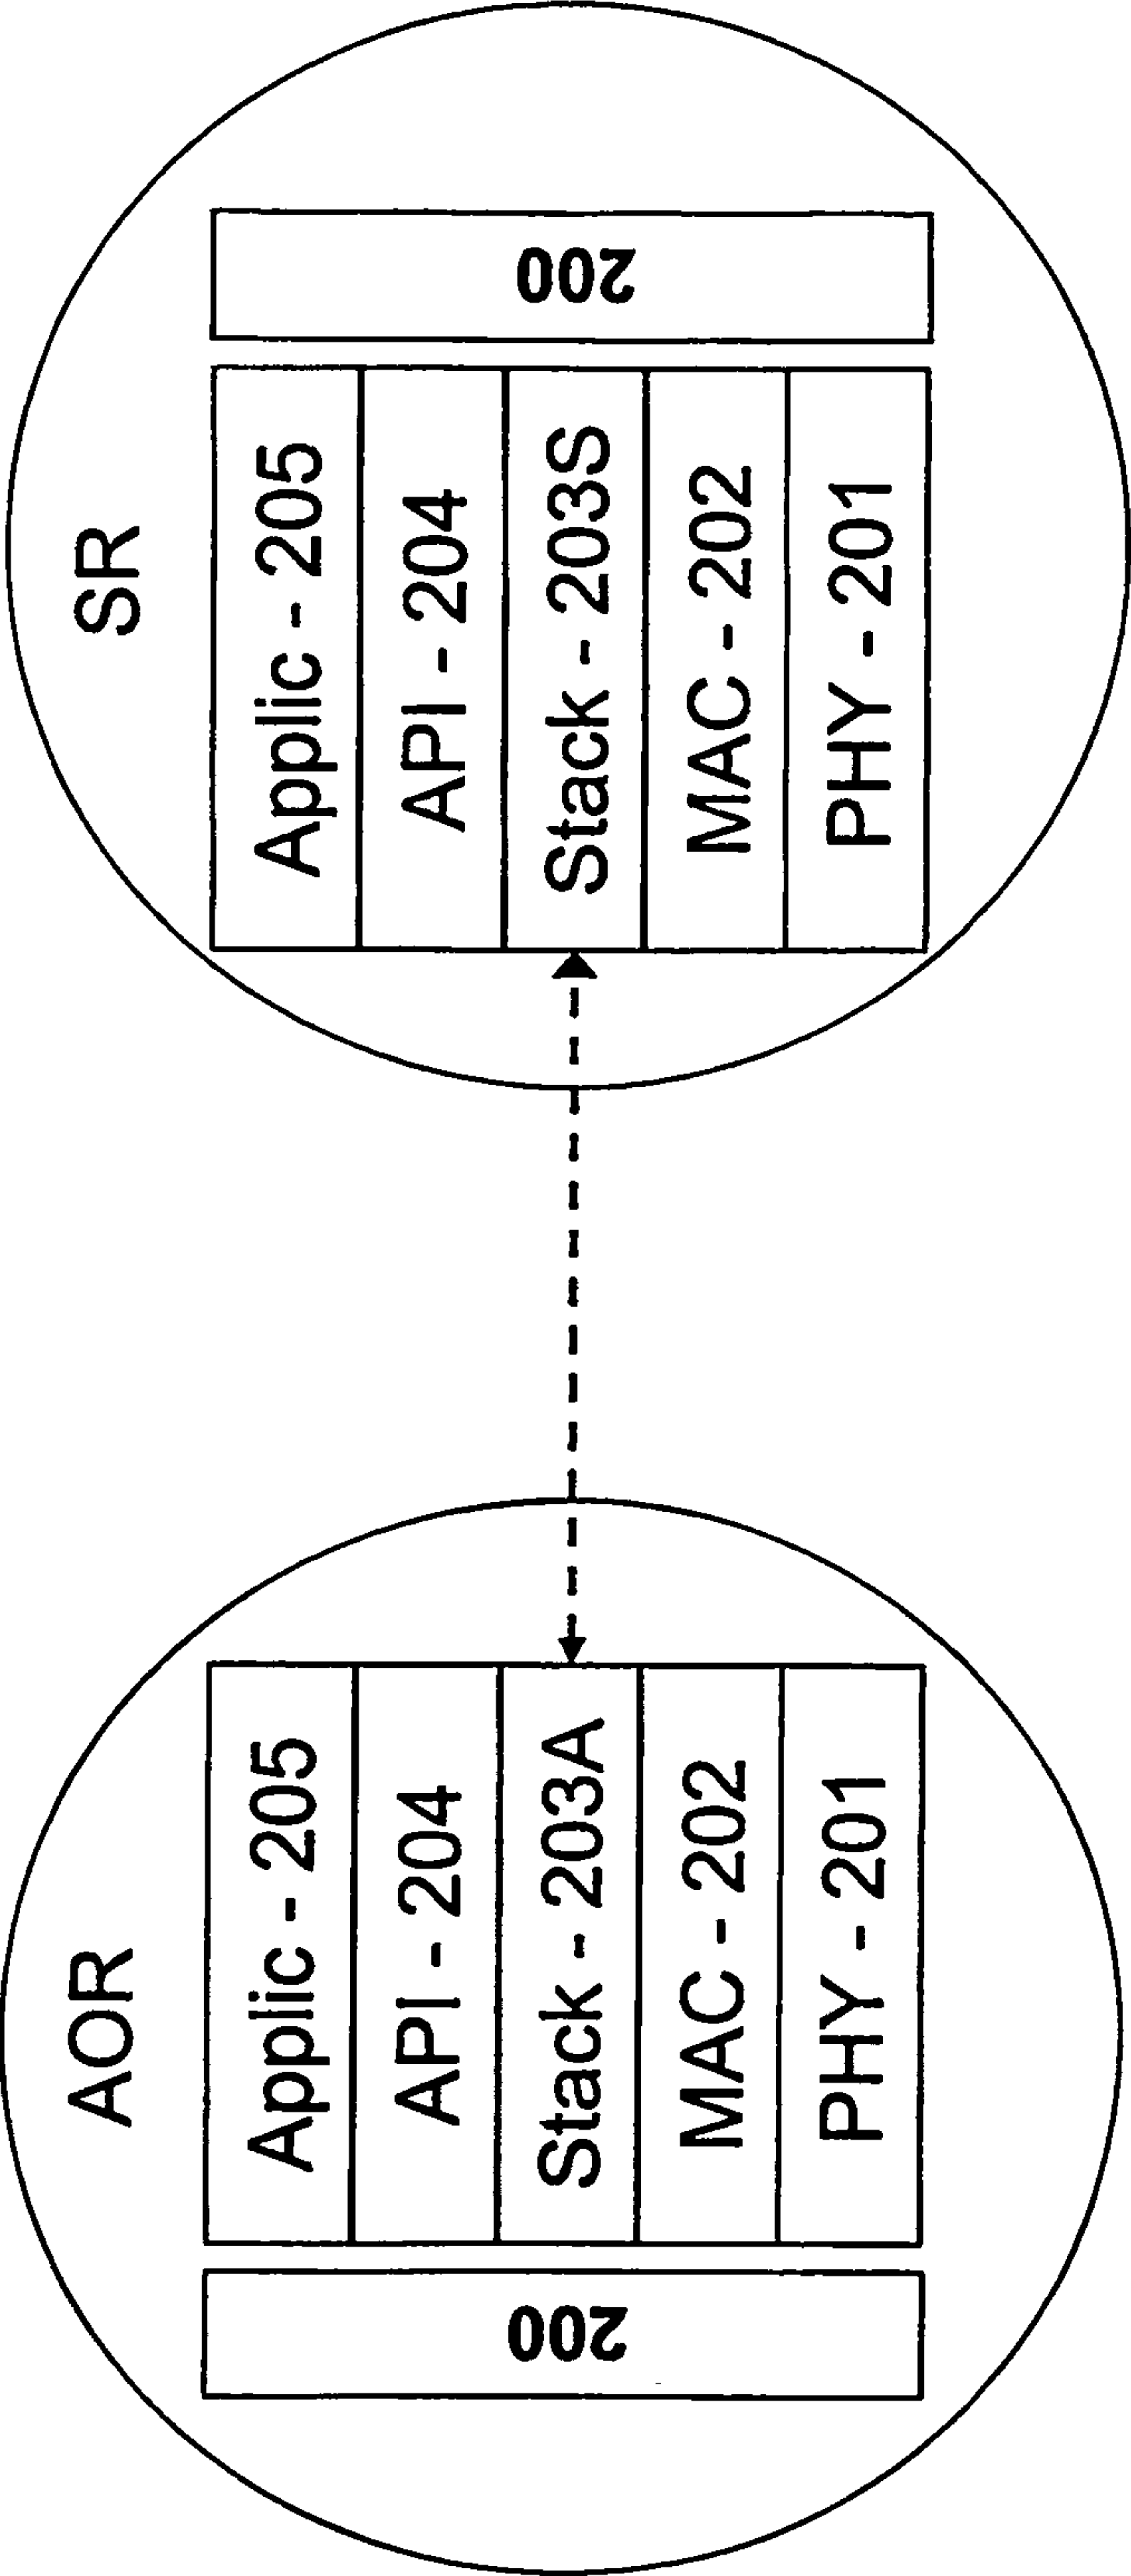 AOR
200
Applic - 205
API - 204
Stack - 203A
MAC - 202
PHY - 201
SR
Applic - 205
API - 204
Stack - 203S
MAC - 202
PHY - 201
200